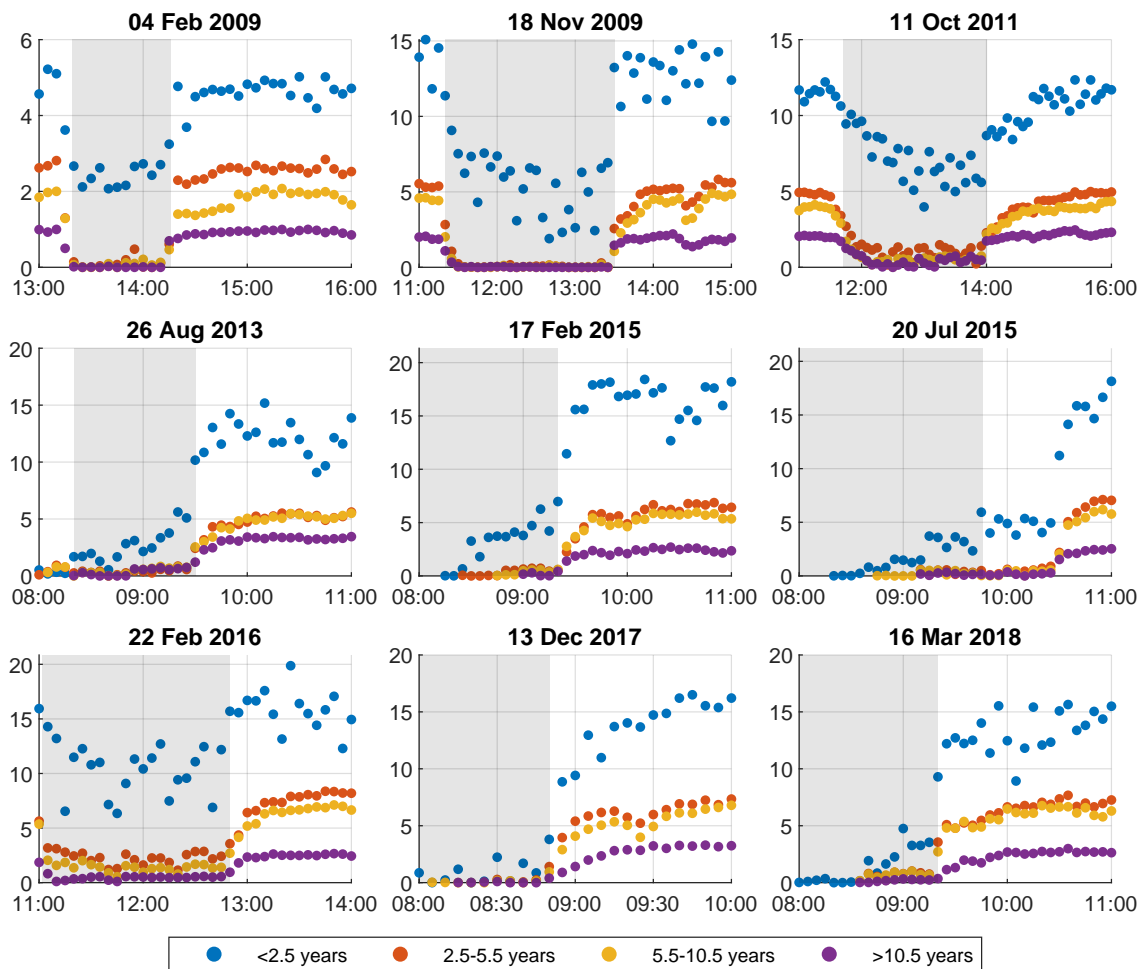 04 Feb 2009
18 Nov 2009
11 Oct 2011
6
4
2
0
13:00 14:00 15:00 16:00
15
10
5
0
11:00 12:00 13:00 14:00 15:00
15
10
5
0
12:00 14:00 16:00
26 Aug 2013
17 Feb 2015
20 Jul 2015
20
15
10
5
0
08:00 09:00 10:00 11:00
20
15
10
5
0
08:00 09:00 10:00 11:00
20
15
10
5
0
08:00 09:00 10:00 11:00
22 Feb 2016
13 Dec 2017
16 Mar 2018
20
15
10
5
0
11:00 12:00 13:00 14:00
20
15
10
5
0
08:00 08:30 09:00 09:30 10:00
20
15
10
5
0
08:00 09:00 10:00 11:00
<2.5 years 2.5-5.5 years 5.5-10.5 years >10.5 years